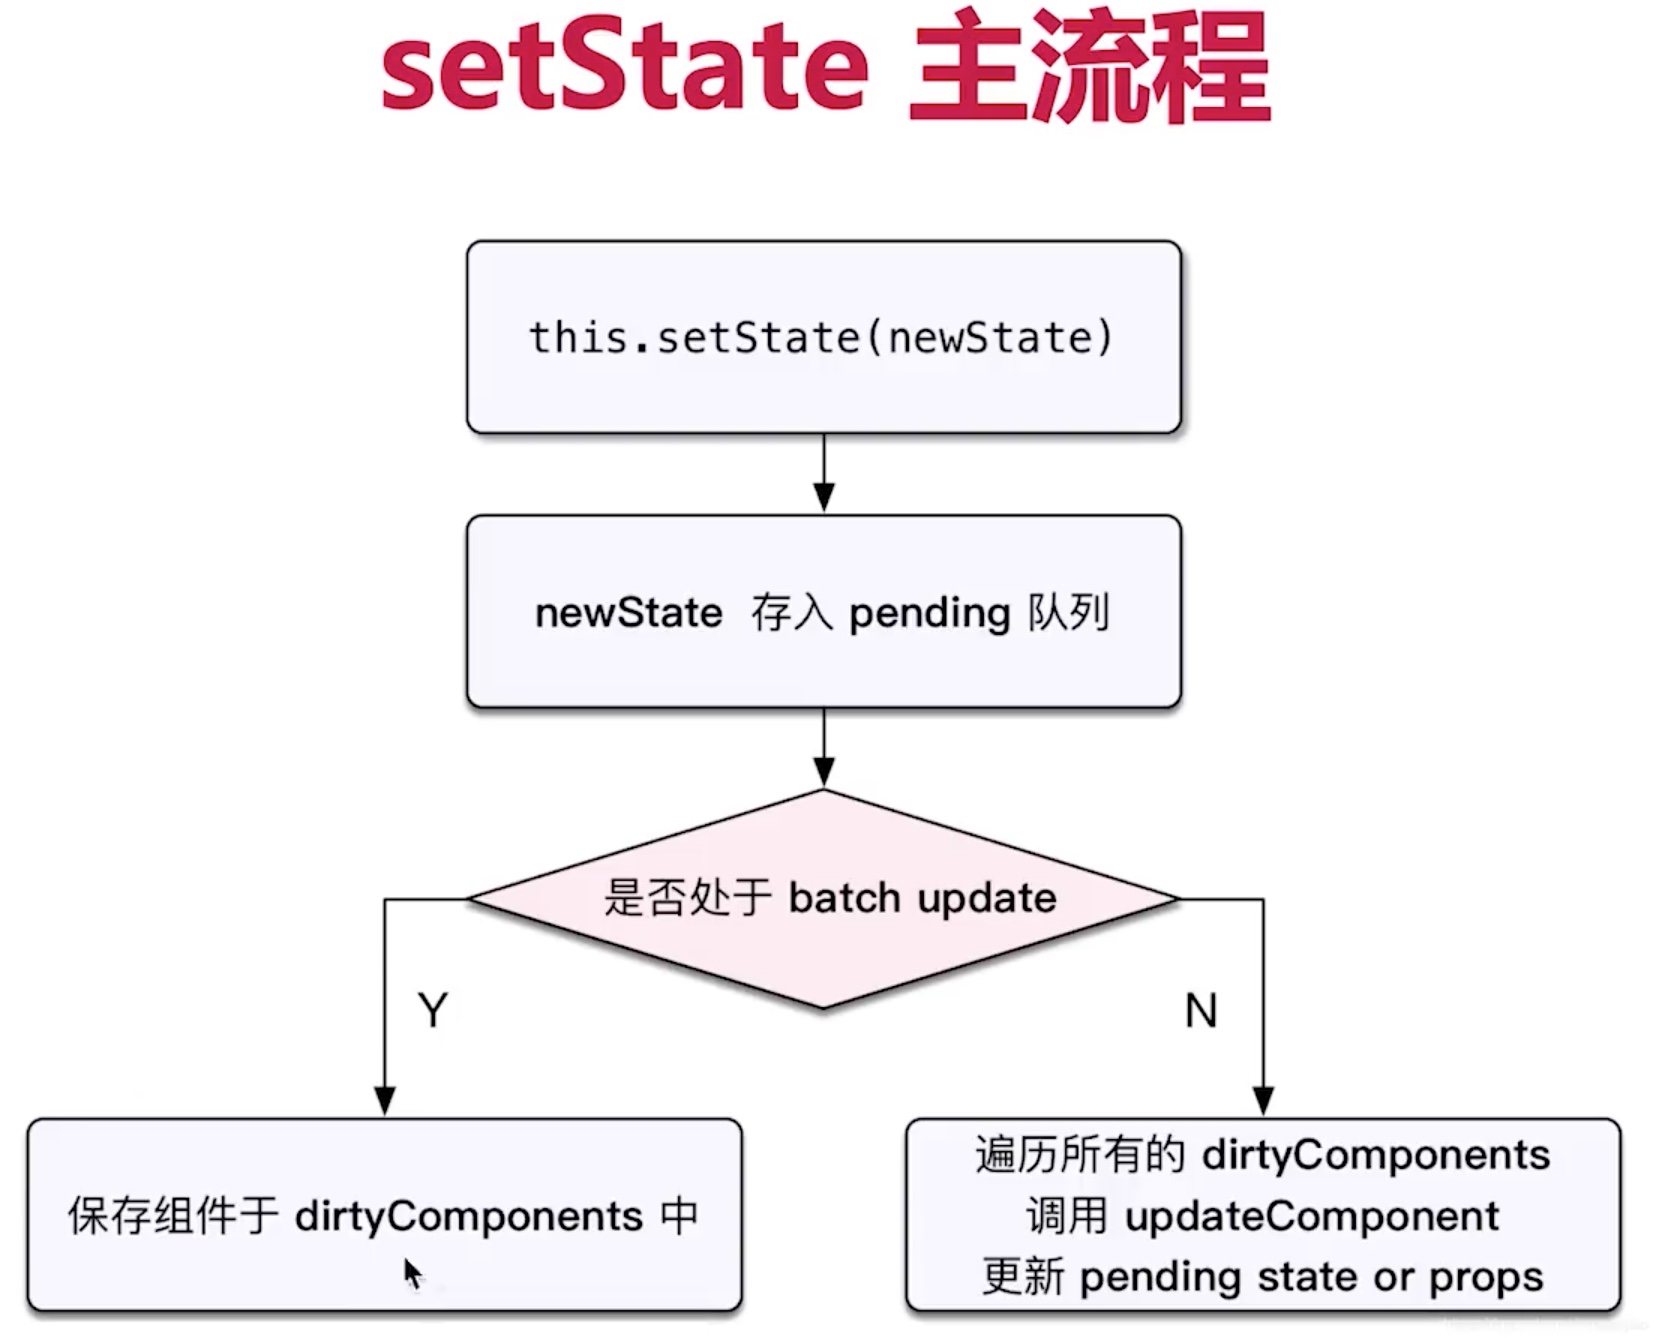 setState 主流程
this.setState(newState)
newState 存入 pending 队列
是否处于 batch update
Y
N
保存组件于 dirtyComponents 中
遍历所有的 dirtyComponents
调用 updateComponent
更新 pending state or props